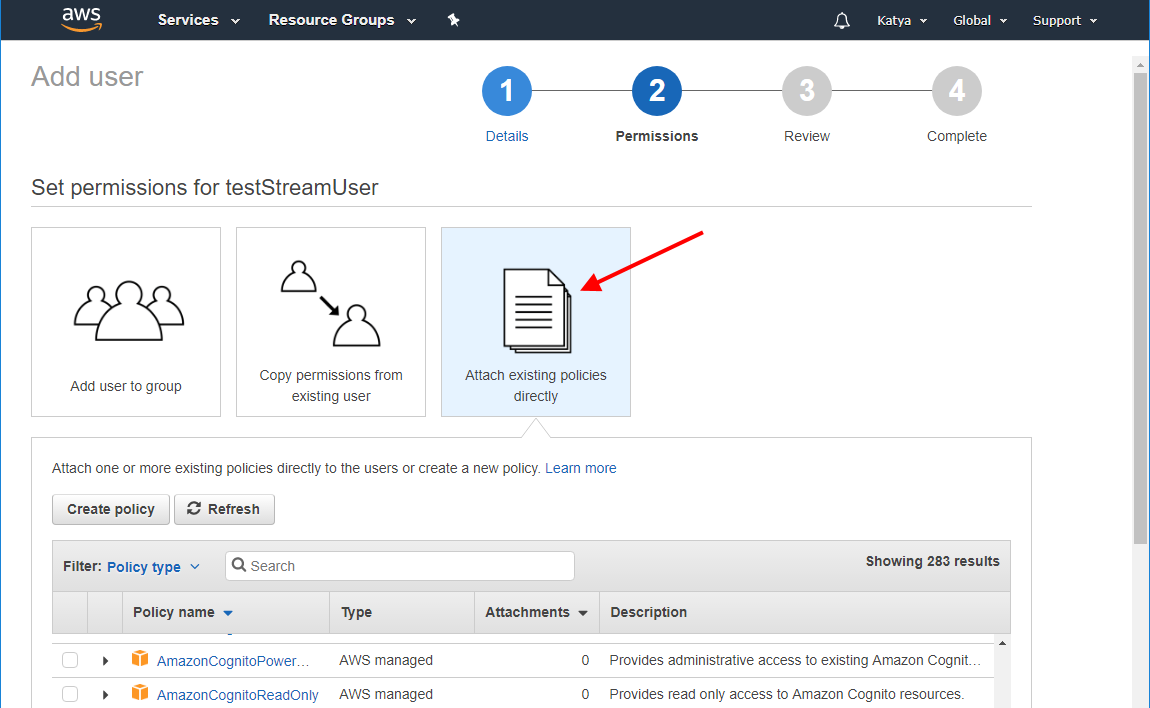 aws Services Resource Groups Katya Global Support
Add user
1 2 3 4
Details Permissions Review Complete
Set permissions for testStreamUser
Add user to group
Copy permissions from
existing user
Attach existing policies
directly
Attach one or more existing policies directly to the users or create a new policy. Learn more
Create policy Refresh
Filter: Policy type Search Showing 283 results
Policy name Type Attachments Description
AmazonCognitoPower… AWS managed 0 Provides administrative access to existing Amazon Cognit…
AmazonCognitoReadOnly AWS managed 0 Provides read only access to Amazon Cognito resources.